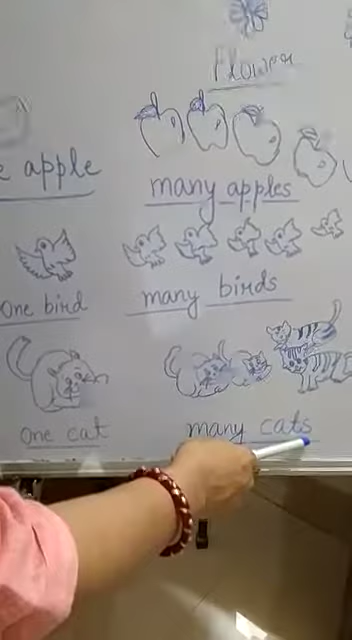 Flower
e apple
many apples
One bird
many birds
One cat
many cats